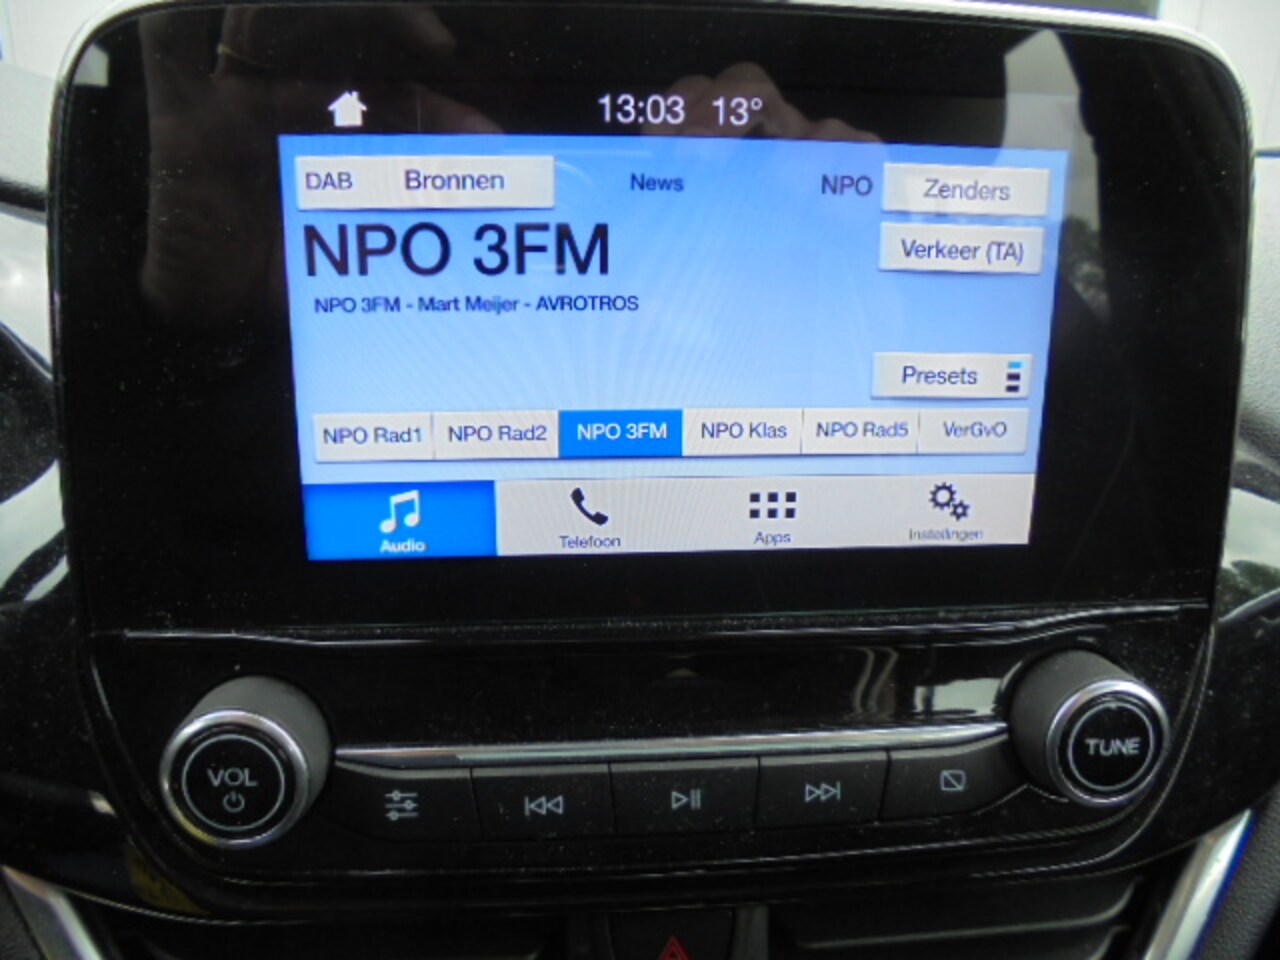 13:03 13°
DAB Bronnen News NPO Zenders
NPO 3FM
Verkeer (TA)
NPO 3FM - Mart Meijer - AVROTROS
Presets
NPO Rad1 NPO Rad2 NPO 3FM NPO Klas NPO Rad5 VerGvO
Audio Telefoon Apps Instellingen
VOL
TUNE